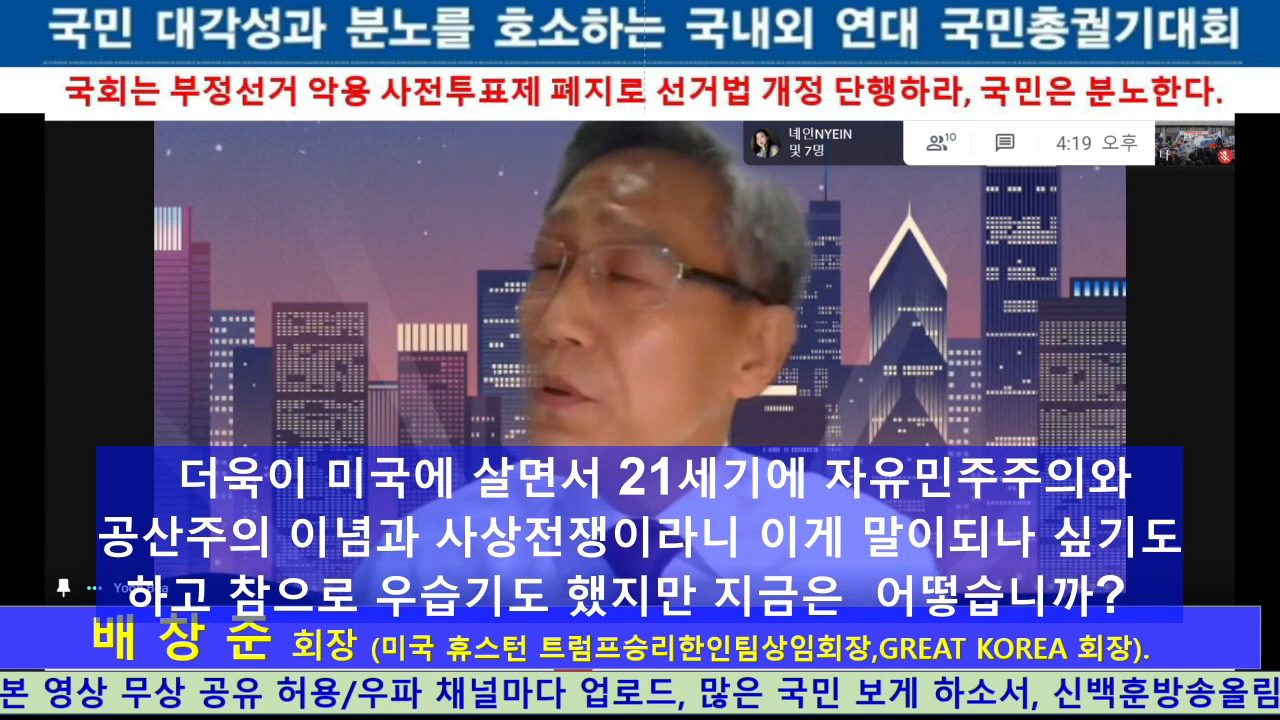 국민 대각성과 분노를 호소하는 국내외 연대 국민총궐기대회
국회는 부정선거 악용 사전투표제 폐지로 선거법 개정 단행하라, 국민은 분노한다.
녜인NYEIN
및 7명
10
4:19 오후
나
더욱이 미국에 살면서 21세기에 자유민주주의와
공산주의 이념과 사상전쟁이라니 이게 말이되나 싶기도
하고 참으로 우습기도 했지만 지금은 어떻습니까?
배 창 준 회장 (미국 휴스턴 트럼프승리한인팀상임회장,GREAT KOREA 회장).
본 영상 무상 공유 허용/우파 채널마다 업로드, 많은 국민 보게 하소서, 신백훈방송올림